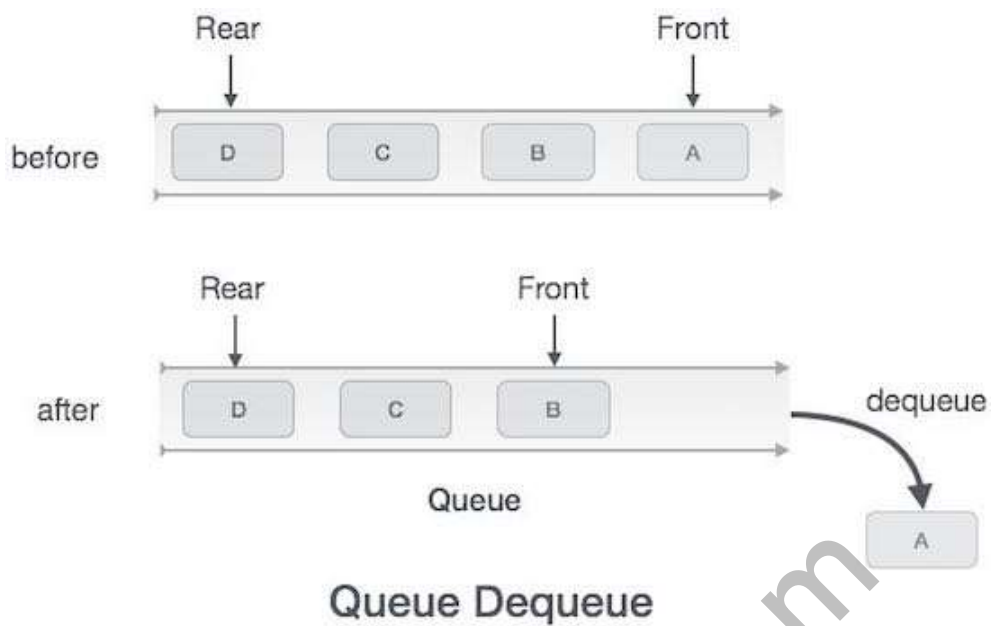 Rear Front
before D C B A
Rear Front
after D C B
dequeue
Queue
A
Queue Dequeue
m